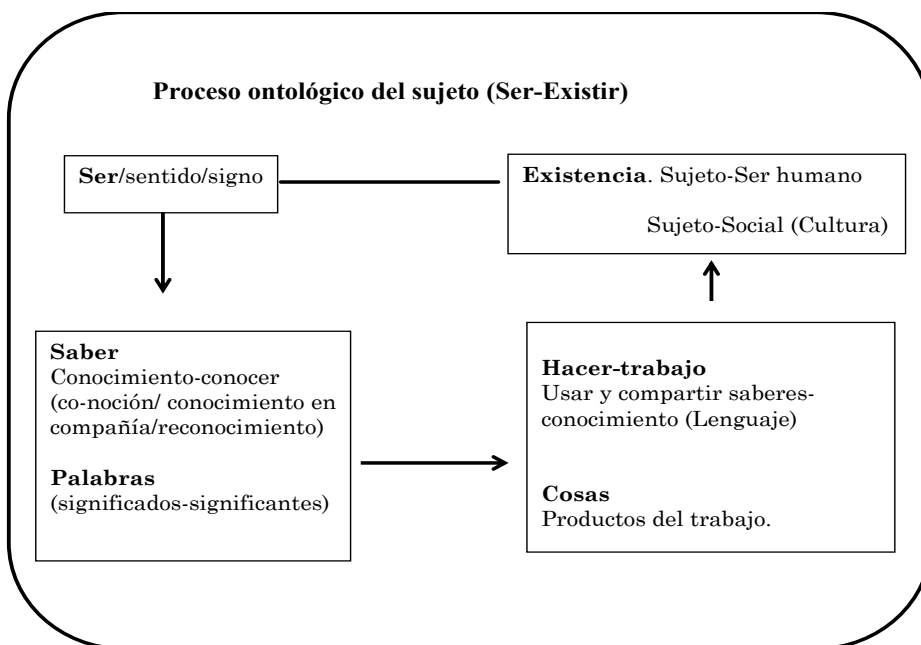 Proceso ontológico del sujeto (Ser-Existir)
Ser/sentido/signo
Existencia. Sujeto-Ser humano
Sujeto-Social (Cultura)
Saber
Conocimiento-conocer
(co-noción/ conocimiento en
compañía/reconocimiento)
Palabras
(significados-significantes)
Hacer-trabajo
Usar y compartir saberes-
conocimiento (Lenguaje)
Cosas
Productos del trabajo.